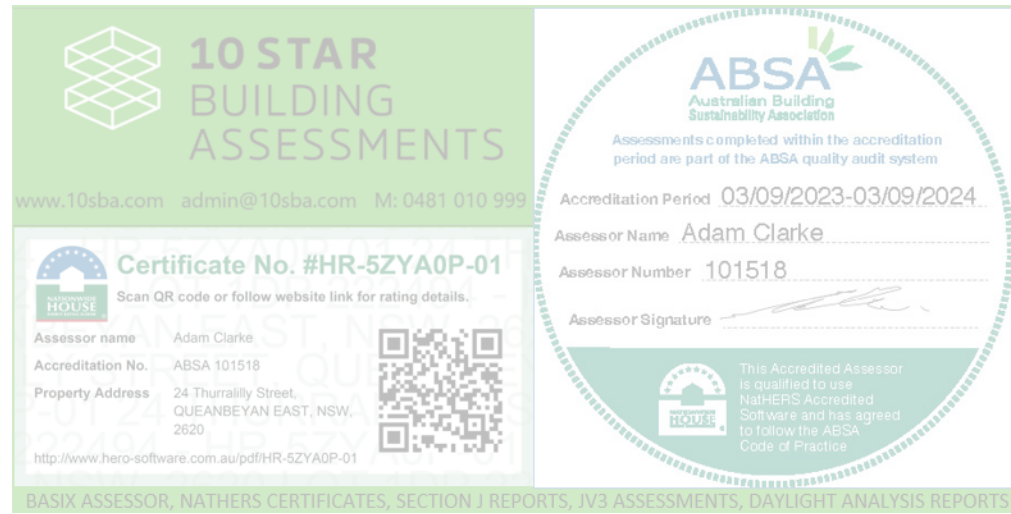 10 STAR
BUILDING
ASSESSMENTS
www.10sba.com admin@10sba.com M: 0481 010 999
Certificate No. #HR-5ZYA0P-01
Scan QR code or follow website link for rating details.
NATIONWIDE
HOUSE
Assessor name Adam Clarke
Accreditation No. ABSA 101518
Property Address 24 Thurralilly Street,
QUEANBEYAN EAST, NSW,
2620
http://www.hero-software.com.au/pdf/HR-5ZYA0P-01
ABSA
Australian Building
Sustainability Association
Assessments completed within the accreditation
period are part of the ABSA quality audit system
Accreditation Period 03/09/2023-03/09/2024
Assessor Name Adam Clarke
Assessor Number 101518
Assessor Signature
NATIONWIDE
HOUSE
This Accredited Assessor
is qualified to use
NatHERS Accredited
Software and has agreed
to follow the ABSA
Code of Practice
BASIX ASSESSOR, NATHERS CERTIFICATES, SECTION J REPORTS, JV3 ASSESSMENTS, DAYLIGHT ANALYSIS REPORTS